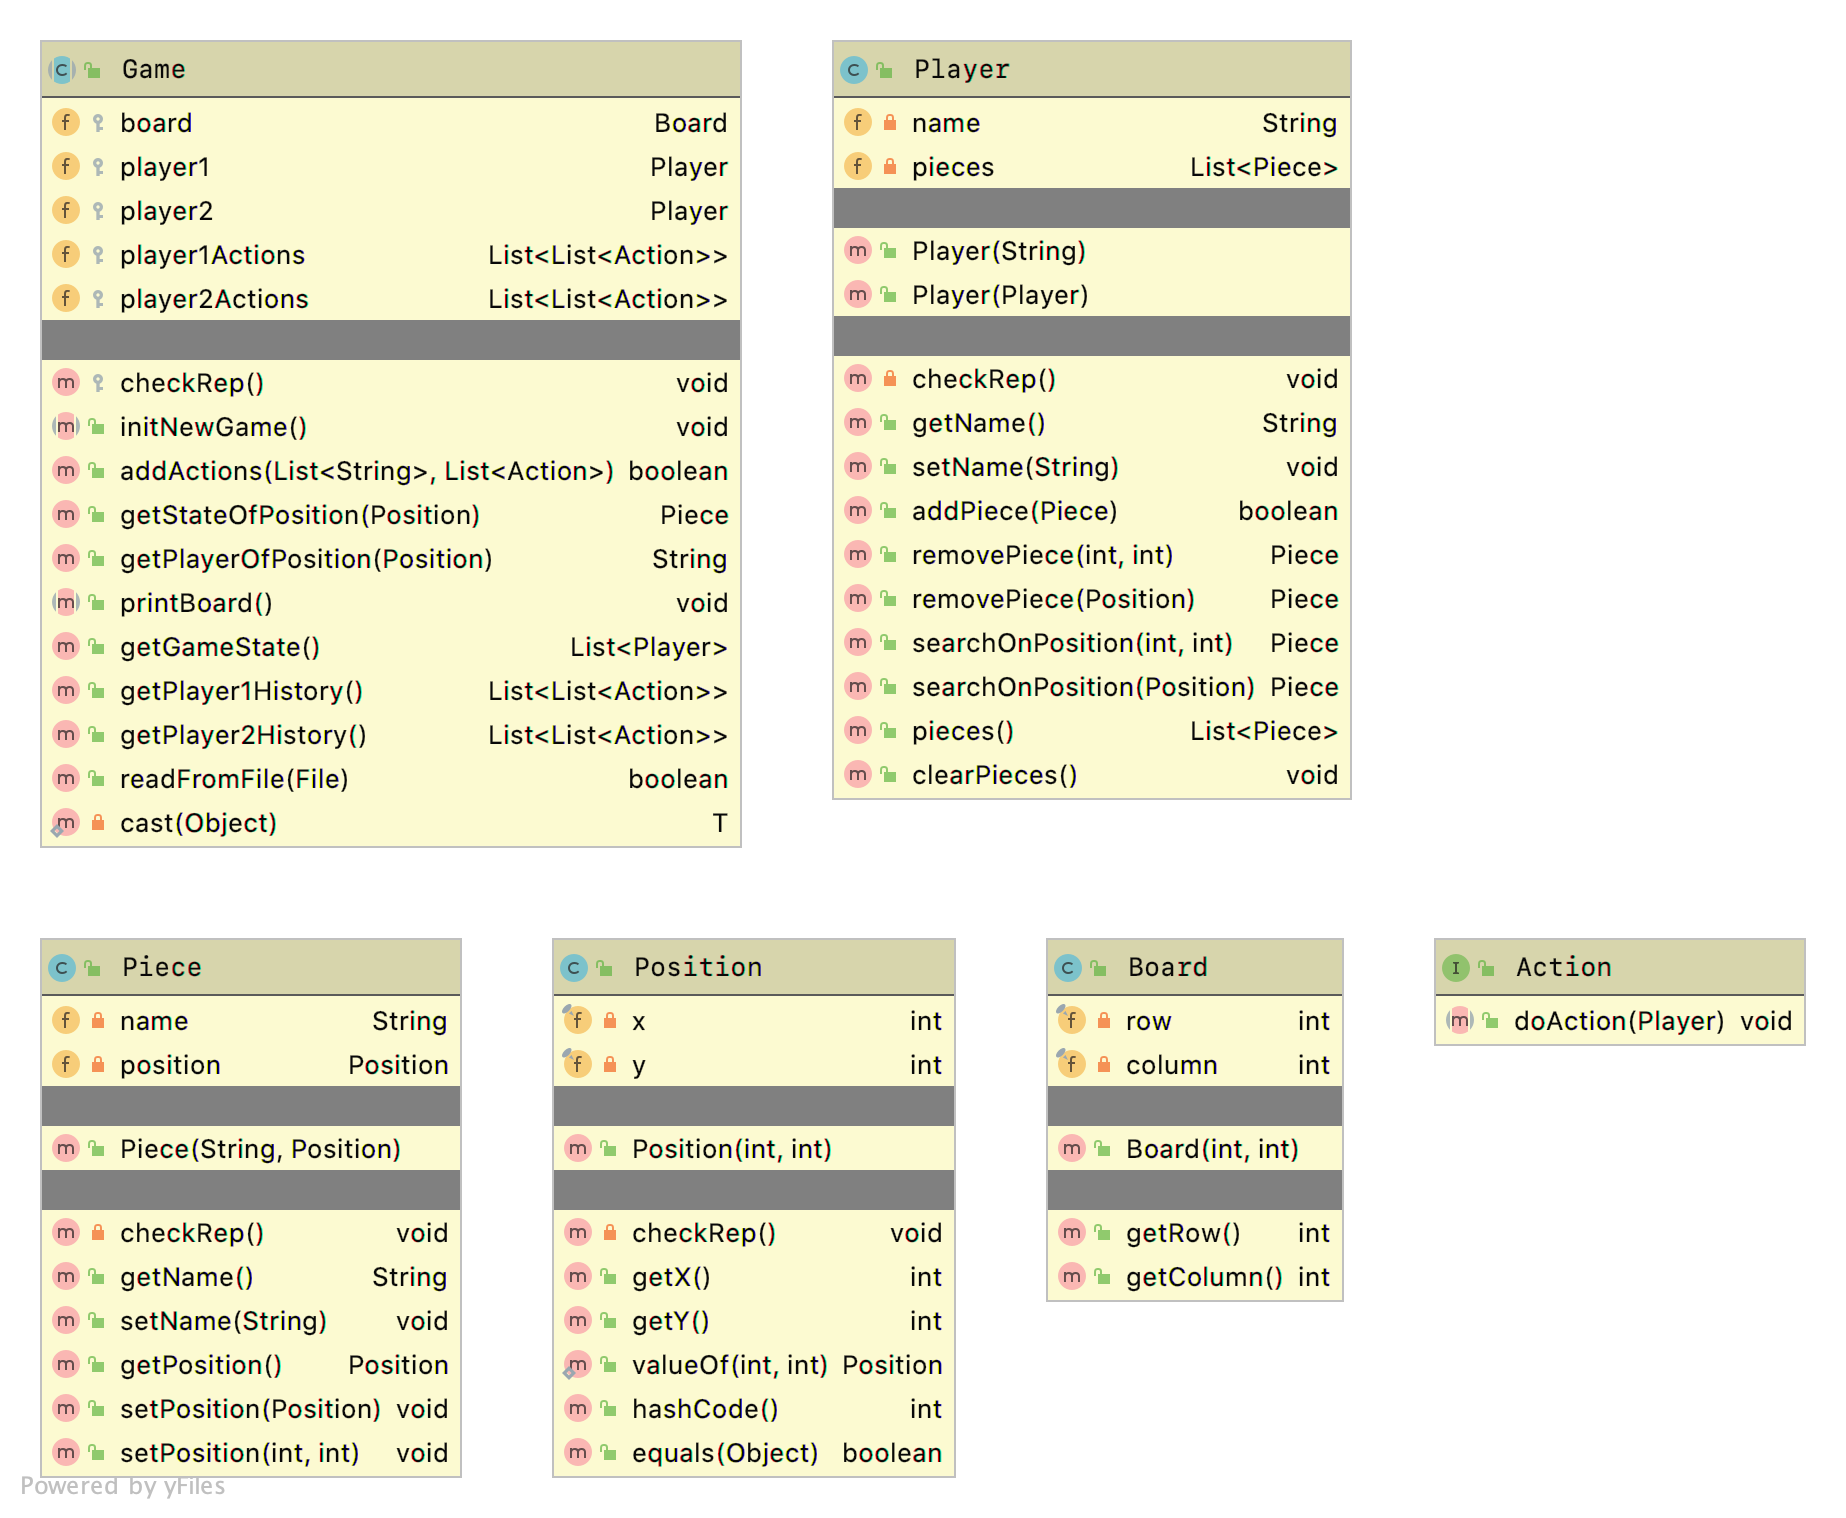 Game
board Board
player1 Player
player2 Player
player1Actions List<List<Action>>
player2Actions List<List<Action>>
checkRep() void
initNewGame() void
addActions(List<String>, List<Action>) boolean
getStateOfPosition(Position) Piece
getPlayerOfPosition(Position) String
printBoard() void
getGameState() List<Player>
getPlayer1History() List<List<Action>>
getPlayer2History() List<List<Action>>
readFromFile(File) boolean
cast(Object) T
Player
name String
pieces List<Piece>
Player(String)
Player(Player)
checkRep() void
getName() String
setName(String) void
addPiece(Piece) boolean
removePiece(int, int) Piece
removePiece(Position) Piece
searchOnPosition(int, int) Piece
searchOnPosition(Position) Piece
pieces() List<Piece>
clearPieces() void
Piece
name String
position Position
Piece(String, Position)
checkRep() void
getName() String
setName(String) void
getPosition() Position
setPosition(Position) void
setPosition(int, int) void
Position
x int
y int
Position(int, int)
checkRep() void
getX() int
getY() int
valueOf(int, int) Position
hashCode() int
equals(Object) boolean
Board
row int
column int
Board(int, int)
getRow() int
getColumn() int
Action
doAction(Player) void
Powered by yFiles